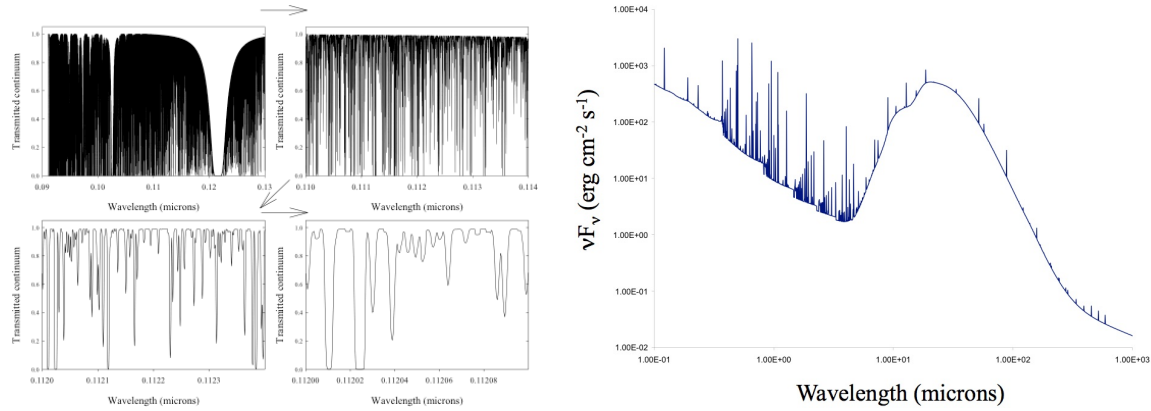 Transmitted continuum
1.0
0.8
0.6
0.4
0.2
0.0
0.09
0.10
0.11
0.12
0.13
Wavelength (microns)
Transmitted continuum
1.0
0.8
0.6
0.4
0.2
0.0
0.110
0.111
0.112
0.113
0.114
Wavelength (microns)
Transmitted continuum
1.0
0.8
0.6
0.4
0.2
0.0
0.1120
0.1121
0.1122
0.1123
Wavelength (microns)
Transmitted continuum
1.0
0.8
0.6
0.4
0.2
0.0
0.11200
0.11202
0.11204
0.11206
0.11208
Wavelength (microns)
νFν (erg cm-2 s-1)
1.00E+04
1.00E+03
1.00E+02
1.00E+01
1.00E+00
1.00E-01
1.00E-02
1.00E-01
1.00E+00
1.00E+01
1.00E+02
1.00E+03
Wavelength (microns)